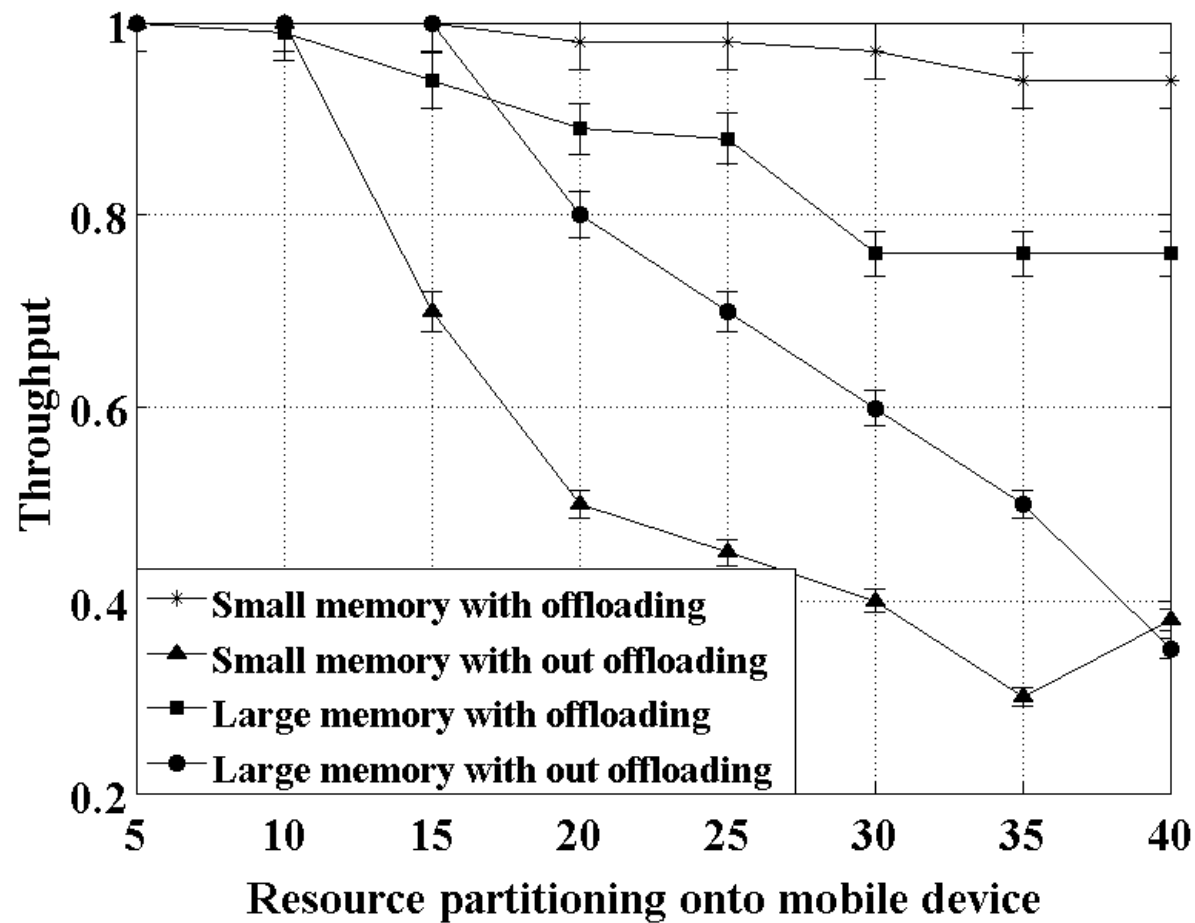 1
0.8
0.6
0.4
0.2
Throughput
Small memory with offloading
Small memory with out offloading
Large memory with offloading
Large memory with out offloading
5 10 15 20 25 30 35 40
Resource partitioning onto mobile device